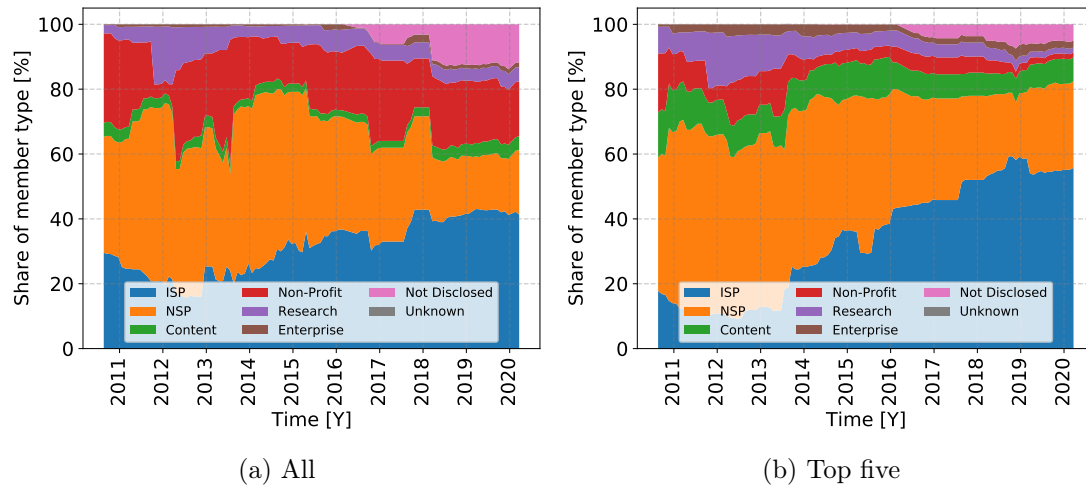 Share of member type [%]
100
80
60
40
20
0
ISP
NSP
Content
Non-Profit
Research
Enterprise
Not Disclosed
Unknown
2011
2012
2013
2014
2015
2016
2017
2018
2019
2020
Time [Y]
(a) All
Share of member type [%]
100
80
60
40
20
0
ISP
NSP
Content
Non-Profit
Research
Enterprise
Not Disclosed
Unknown
2011
2012
2013
2014
2015
2016
2017
2018
2019
2020
Time [Y]
(b) Top five